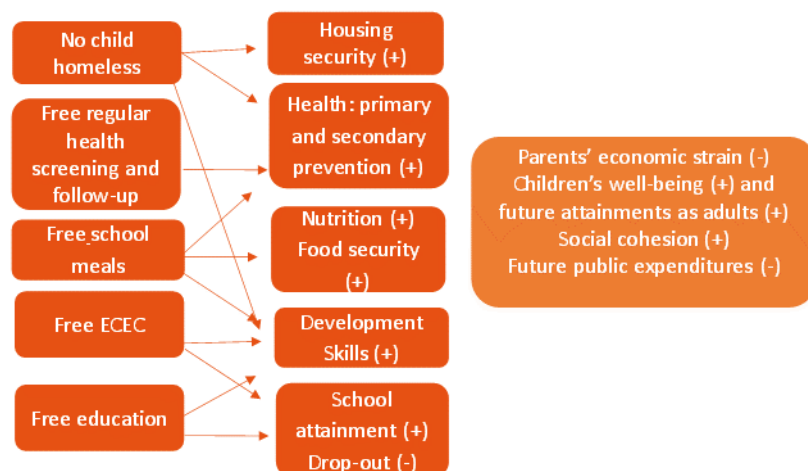 No child
homeless
Free regular
health
screening and
follow-up
Free school
meals
Free ECEC
Free education
Housing
security (+)
Health: primary
and secondary
prevention (+)
Nutrition (+)
Food security
(+)
Development
Skills (+)
School
attainment (+)
Drop-out (-)
Parents’ economic strain (-)
Children’s well-being (+) and
future attainments as adults (+)
Social cohesion (+)
Future public expenditures (-)